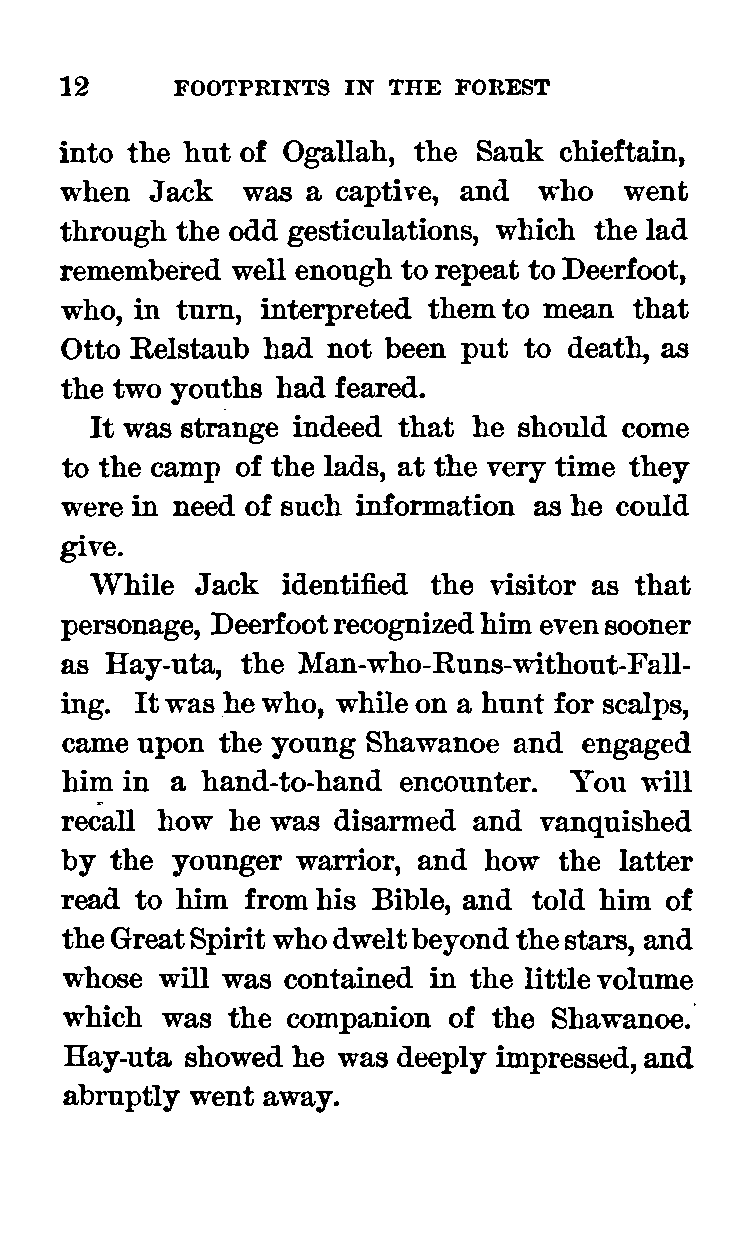 12 FOOTPRINTS IN THE FOREST
into the hut of Ogallah, the Sauk chieftain,
when Jack was a captive, and who went
through the odd gesticulations, which the lad
remembered well enough to repeat to Deerfoot,
who, in turn, interpreted them to mean that
Otto Relstaub had not been put to death, as
the two youths had feared.
It was strange indeed that he should come
to the camp of the lads, at the very time they
were in need of such information as he could
give.
While Jack identified the visitor as that
personage, Deerfoot recognized him even sooner
as Hay-uta, the Man-who-Runs-without-Fall-
ing. It was he who, while on a hunt for scalps,
came upon the young Shawanoe and engaged
him in a hand-to-hand encounter. You will
recall how he was disarmed and vanquished
by the younger warrior, and how the latter
read to him from his Bible, and told him of
the Great Spirit who dwelt beyond the stars, and
whose will was contained in the little volume
which was the companion of the Shawanoe.
Hay-uta showed he was deeply impressed, and
abruptly went away.